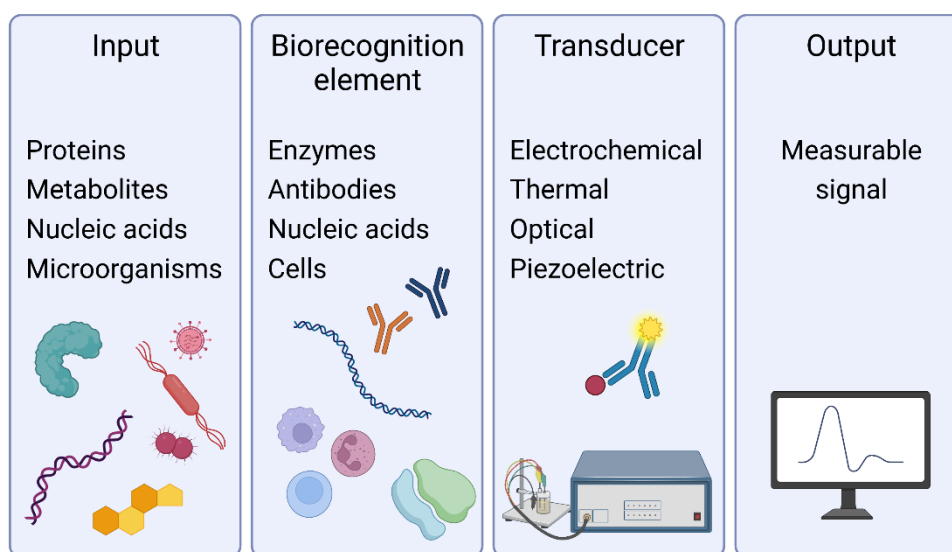 Input
Proteins
Metabolites
Nucleic acids
Microorganisms
Biorecognition
element
Enzymes
Antibodies
Nucleic acids
Cells
Transducer
Electrochemical
Thermal
Optical
Piezoelectric
Output
Measurable
signal